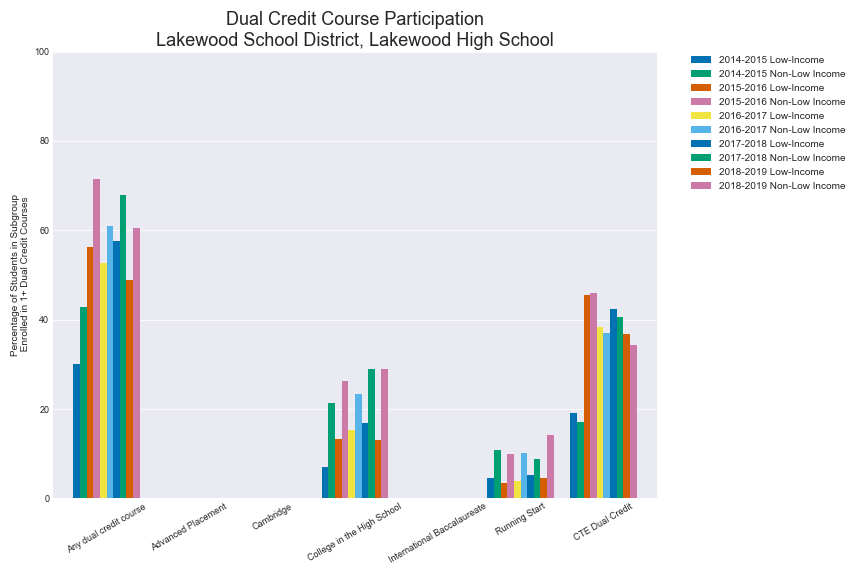 Dual Credit Course Participation
Lakewood School District, Lakewood High School
Percentage of Students in Subgroup
Enrolled in 1+ Dual Credit Courses
100
80
60
40
20
0
Any dual credit course
Advanced Placement
Cambridge
College in the High School
International Baccalaureate
Running Start
CTE Dual Credit
2014-2015 Low-Income
2014-2015 Non-Low Income
2015-2016 Low-Income
2015-2016 Non-Low Income
2016-2017 Low-Income
2016-2017 Non-Low Income
2017-2018 Low-Income
2017-2018 Non-Low Income
2018-2019 Low-Income
2018-2019 Non-Low Income